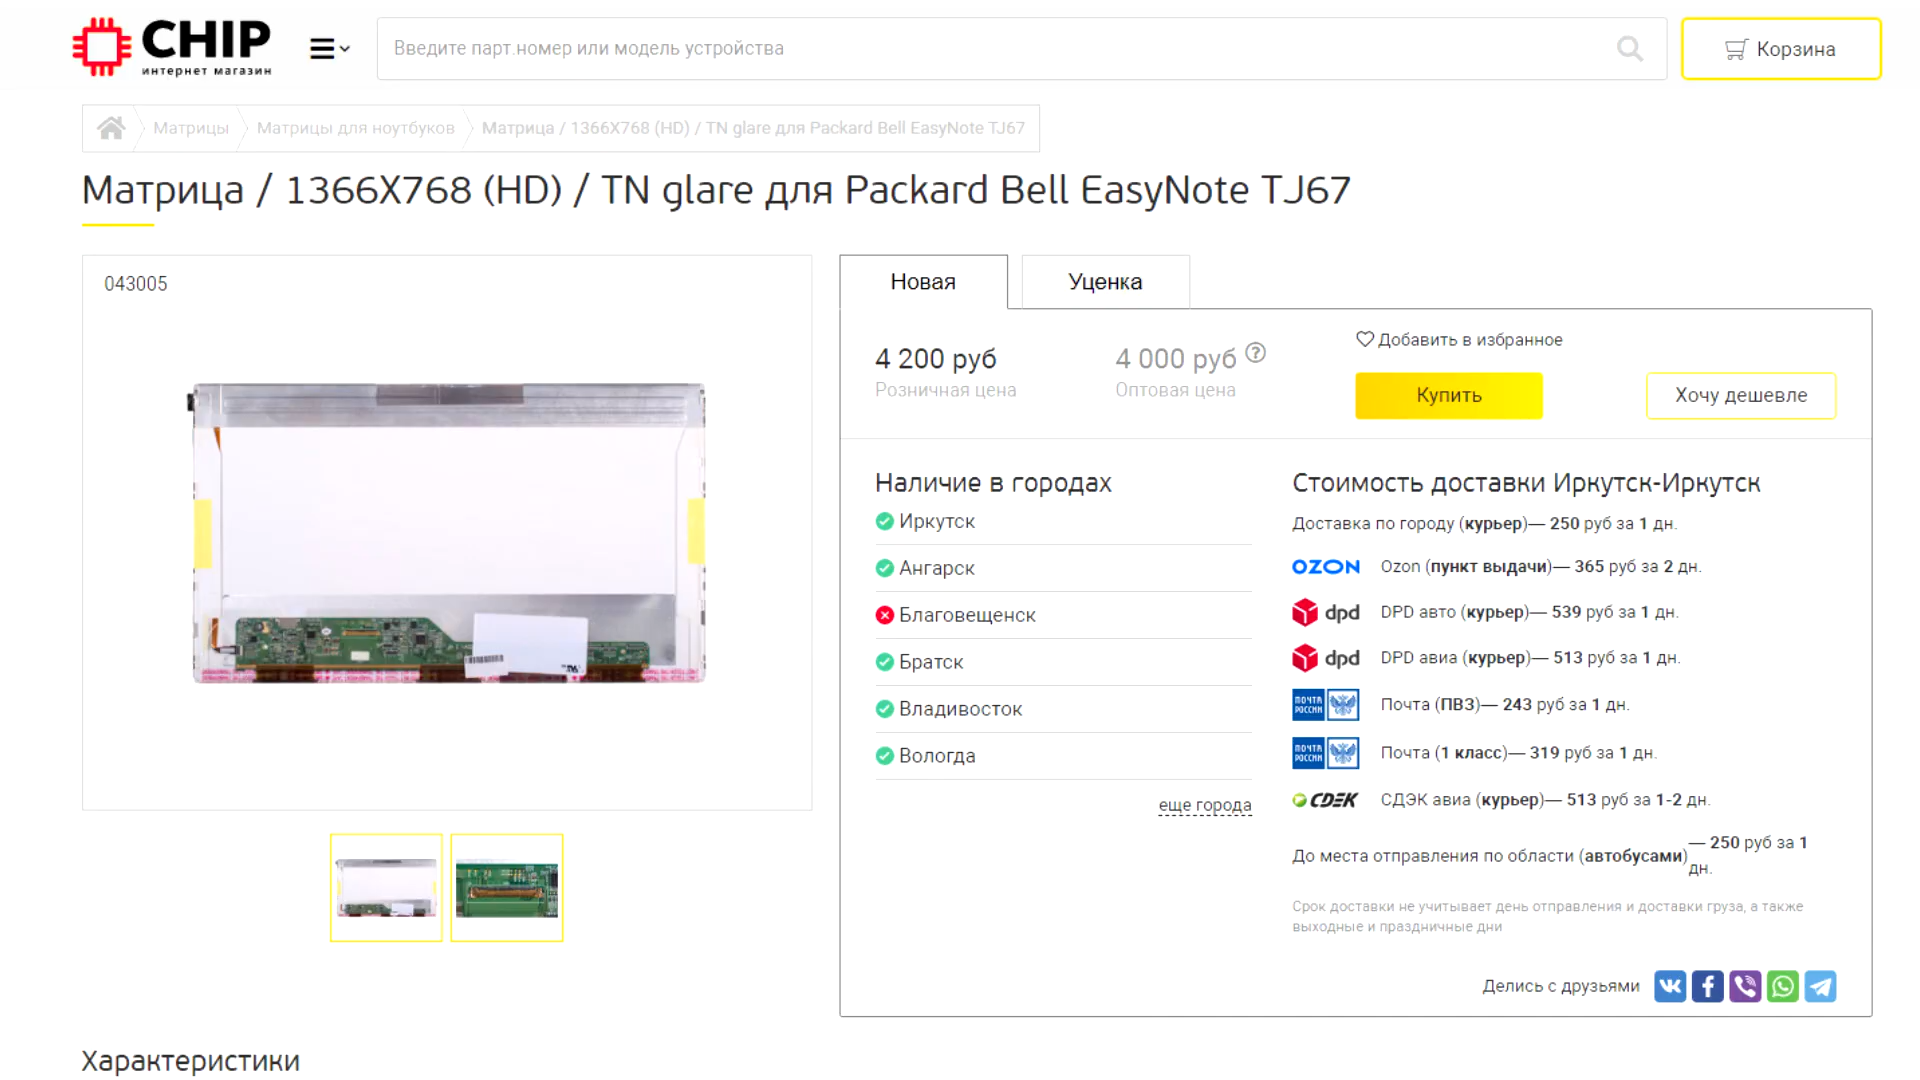 CHIP
интернет магазин
Введите парт.номер или модель устройства
Корзина
Матрицы
Матрицы для ноутбуков
Матрица / 1366X768 (HD) / TN glare для Packard Bell EasyNote TJ67
Матрица / 1366X768 (HD) / TN glare для Packard Bell EasyNote TJ67
043005
Новая
Уценка
4 200 руб
Розничная цена
4 000 руб ?
Оптовая цена
Добавить в избранное
Купить
Хочу дешевле
Наличие в городах
Иркутск
Ангарск
Благовещенск
Братск
Владивосток
Вологда
еще города
Стоимость доставки Иркутск-Иркутск
Доставка по городу (курьер)— 250 руб за 1 дн.
OZON Ozon (пункт выдачи)— 365 руб за 2 дн.
dpd DPD авто (курьер)— 539 руб за 1 дн.
dpd DPD авиа (курьер)— 513 руб за 1 дн.
ПОЧТА РОССИИ Почта (ПВЗ)— 243 руб за 1 дн.
ПОЧТА РОССИИ Почта (1 класс)— 319 руб за 1 дн.
CDEK СДЭК авиа (курьер)— 513 руб за 1-2 дн.
До места отправления по области (автобусами)— 250 руб за 1
дн.
Срок доставки не учитывает день отправления и доставки груза, а также
выходные и праздничные дни
Делись с друзьями
Характеристики